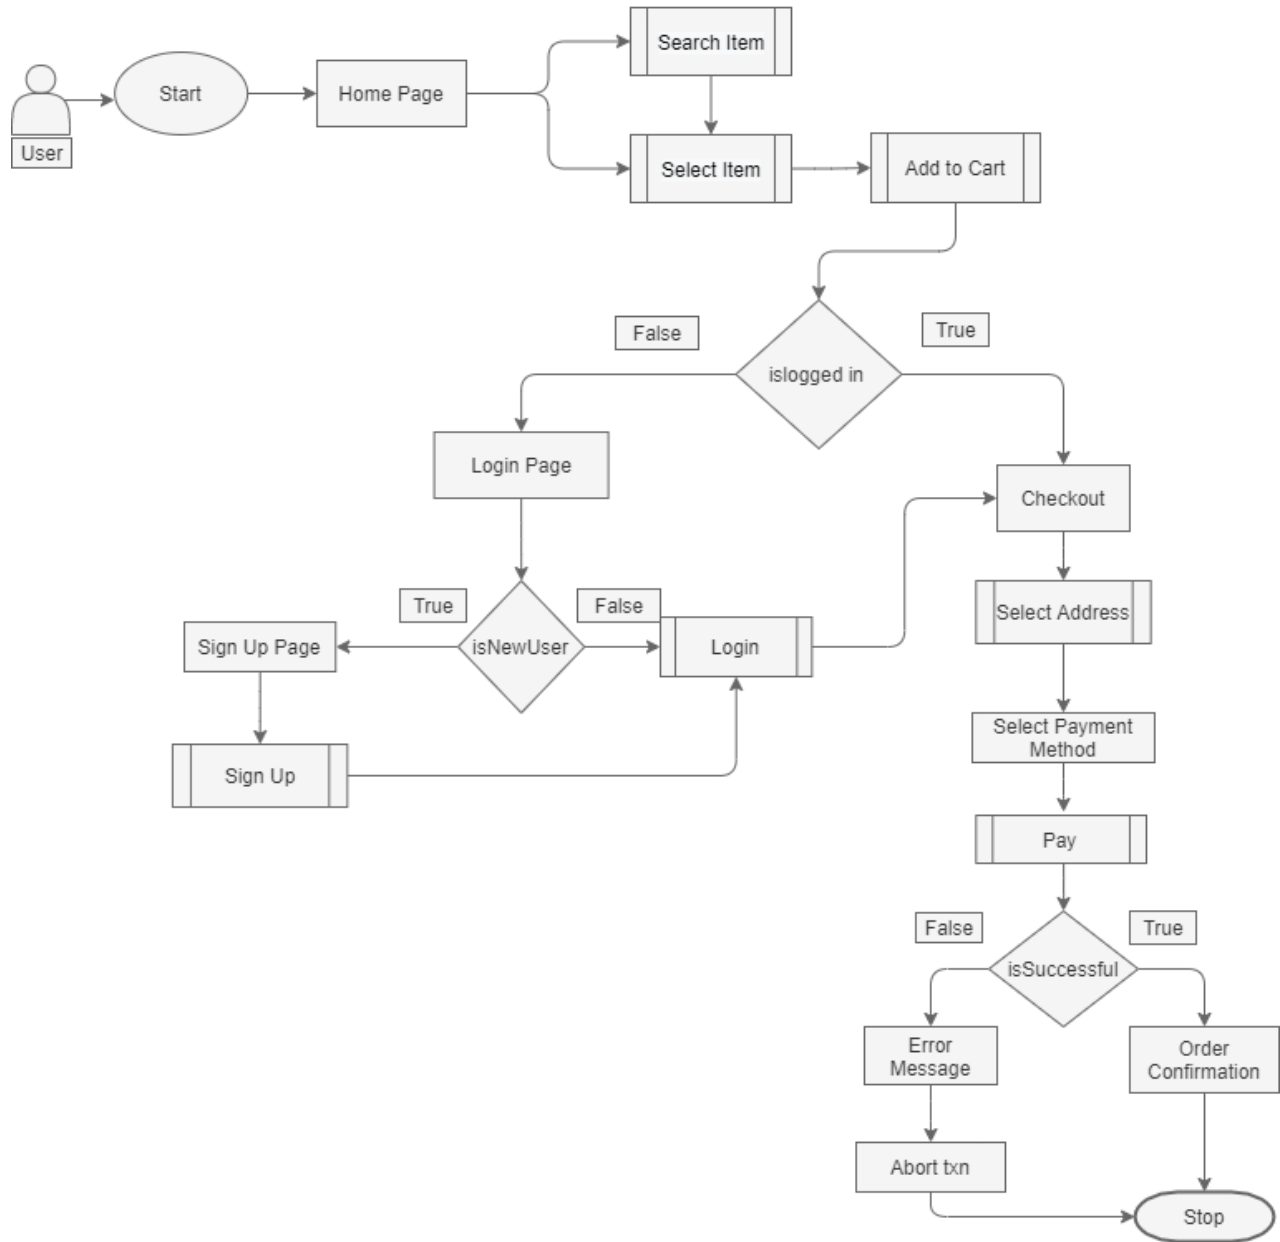 Search Item
Start
Home Page
User
Select Item
Add to Cart
False
True
islogged in
Login Page
Checkout
True
False
Select Address
Sign Up Page
isNewUser
Login
Select Payment
Method
Sign Up
Pay
False
True
isSuccessful
Error
Message
Order
Confirmation
Abort txn
Stop